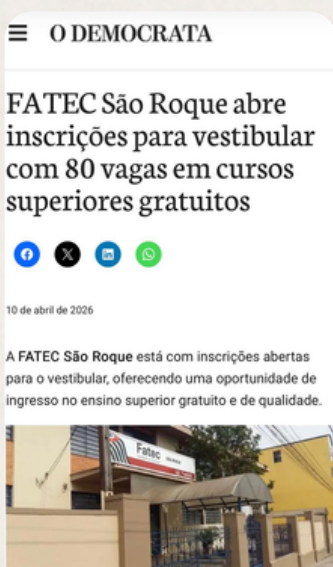 O DEMOCRATA
FATEC São Roque abre
inscrições para vestibular
com 80 vagas em cursos
superiores gratuitos
10 de abril de 2026
A FATEC São Roque está com inscrições abertas
para o vestibular, oferecendo uma oportunidade de
ingresso no ensino superior gratuito e de qualidade.
Fatec